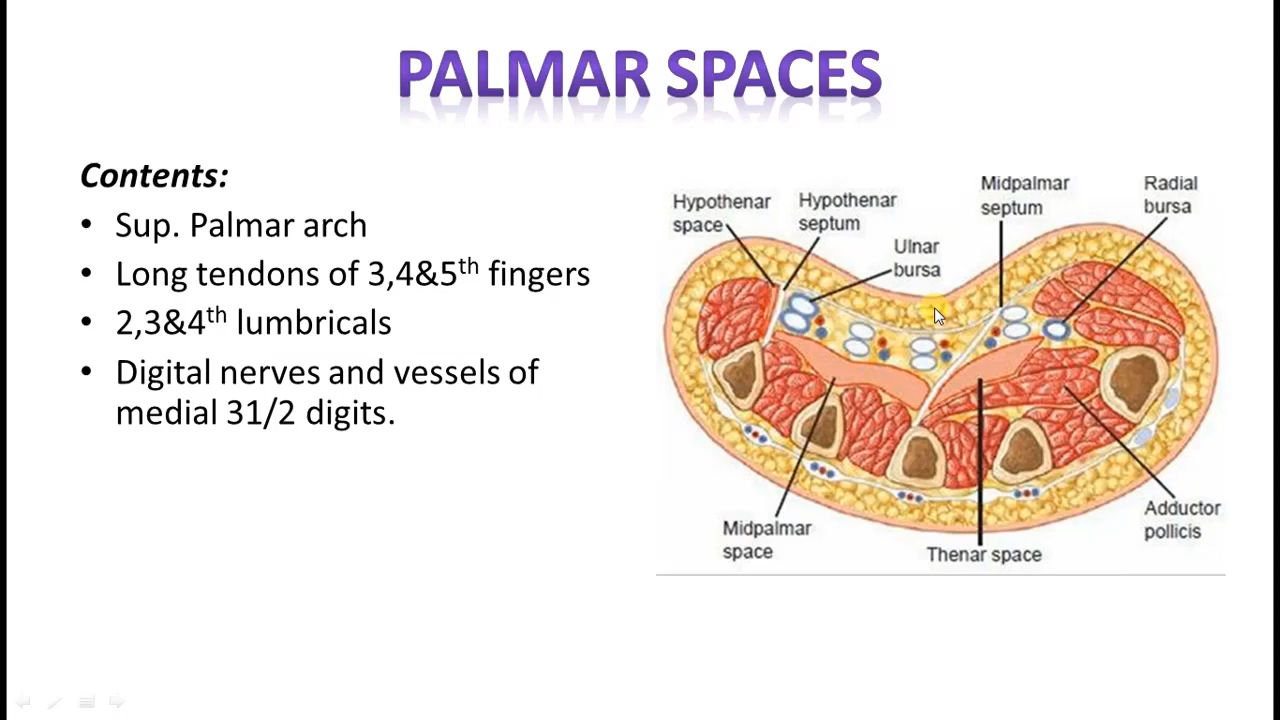 PALMAR SPACES
Contents:
• Sup. Palmar arch
• Long tendons of 3,4&5th fingers
• 2,3&4th lumbricals
• Digital nerves and vessels of
medial 31/2 digits.
Hypothenar
space
Hypothenar
septum
Ulnar
bursa
Midpalmar
septum
Radial
bursa
Midpalmar
space
Thenar space
Adductor
pollicis